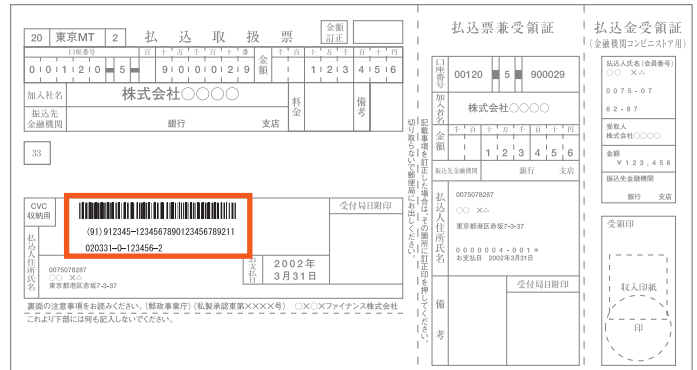 20 東京MT 2 払込取扱票 金額訂正
口座番号 百 十 万 千 百 十 番 千 百 十 万 千 百 十 円
0 0 1 2 0 5 9 0 0 0 2 9 金額 1 2 3 4 5 6
加入社名 株式会社○○○○ 料金 備考
振込先金融機関 銀行 支店
33
CVC収納用
(91)912345-123456789012345678921​1
020331-0-123456-2
受付局日附印
払込人住所氏名
お支払日 2002年3月31日
0075078287
○○ ×△
東京都港区赤坂7-3-37
裏面の注意事項をお読みください。(郵政事業庁)(私製承認東第××××号) ○×○×ファイナンス株式会社
これより下部には何も記入しないでください。
記載事項を訂正した場合は、その箇所に訂正印を押してください。
切り取らないで郵便局にお出しください。
払込票兼受領証
口座番号 00120 5 900029
加入者名 株式会社○○○○
金額 千 百 十 万 千 百 十 円
1 2 3 4 5 6
振込先金融機関 銀行 支店
払込人住所氏名
0075078287
○○ ×△
東京都港区赤坂7-3-37
0000004-001*
お支払日 2002年3月31日
備考 受付局日附印
払込金受領証
(金融機関コンビニストア用)
払込人氏名(会員番号)
○○ ×△
0075-07
82-87
受取人
株式会社○○○○
金額
¥123,456
振込先金融機関
銀行 支店
受領印
収入印紙
印